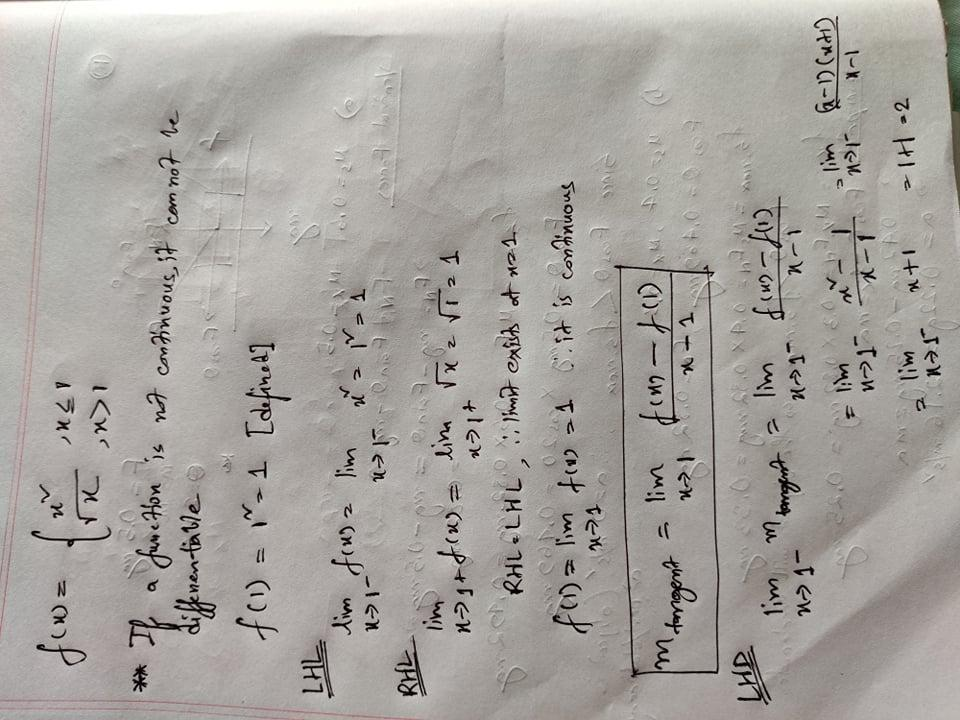 f(x) = { x² , x ≤ 1
√x , x > 1
** If a function is not continuous, it can not be
differentiable
f(1) = 1² = 1 [defined]
LHL
lim x→1- f(x) = lim x→1- x² = 1² = 1
RHL
lim x→1+ f(x) = lim x→1+ √x = √1 = 1
RHL = LHL, ∴ limit exists at x=1.
f(1) = lim x→1 f(x) = 1 ∴ it is continuous
m tangent = lim x→1 f(x) − f(1) / x − 1
LHD
lim x→1- m tangent = lim x→1- f(x) − f(1) / x − 1
= lim x→1- x² − 1 / x − 1 = lim x→1- (x−1)(x+1) / x−1
= lim x→1- x+1 = 1+1 = 2